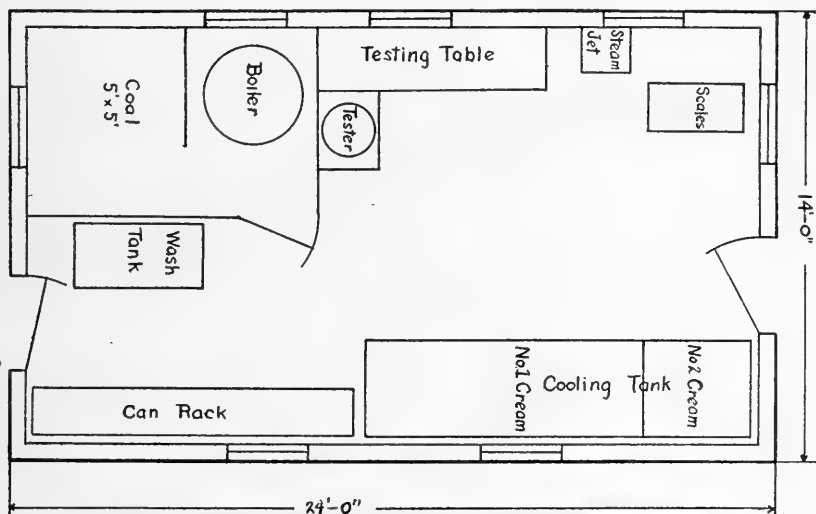 Coal
5' x 5'
Boiler
Testing Table
Steam
Jet
Tester
Scales
14'-0"
Wash
Tank
Can Rack
No.1 Cream
Cooling Tank
No.2 Cream
24'-0"